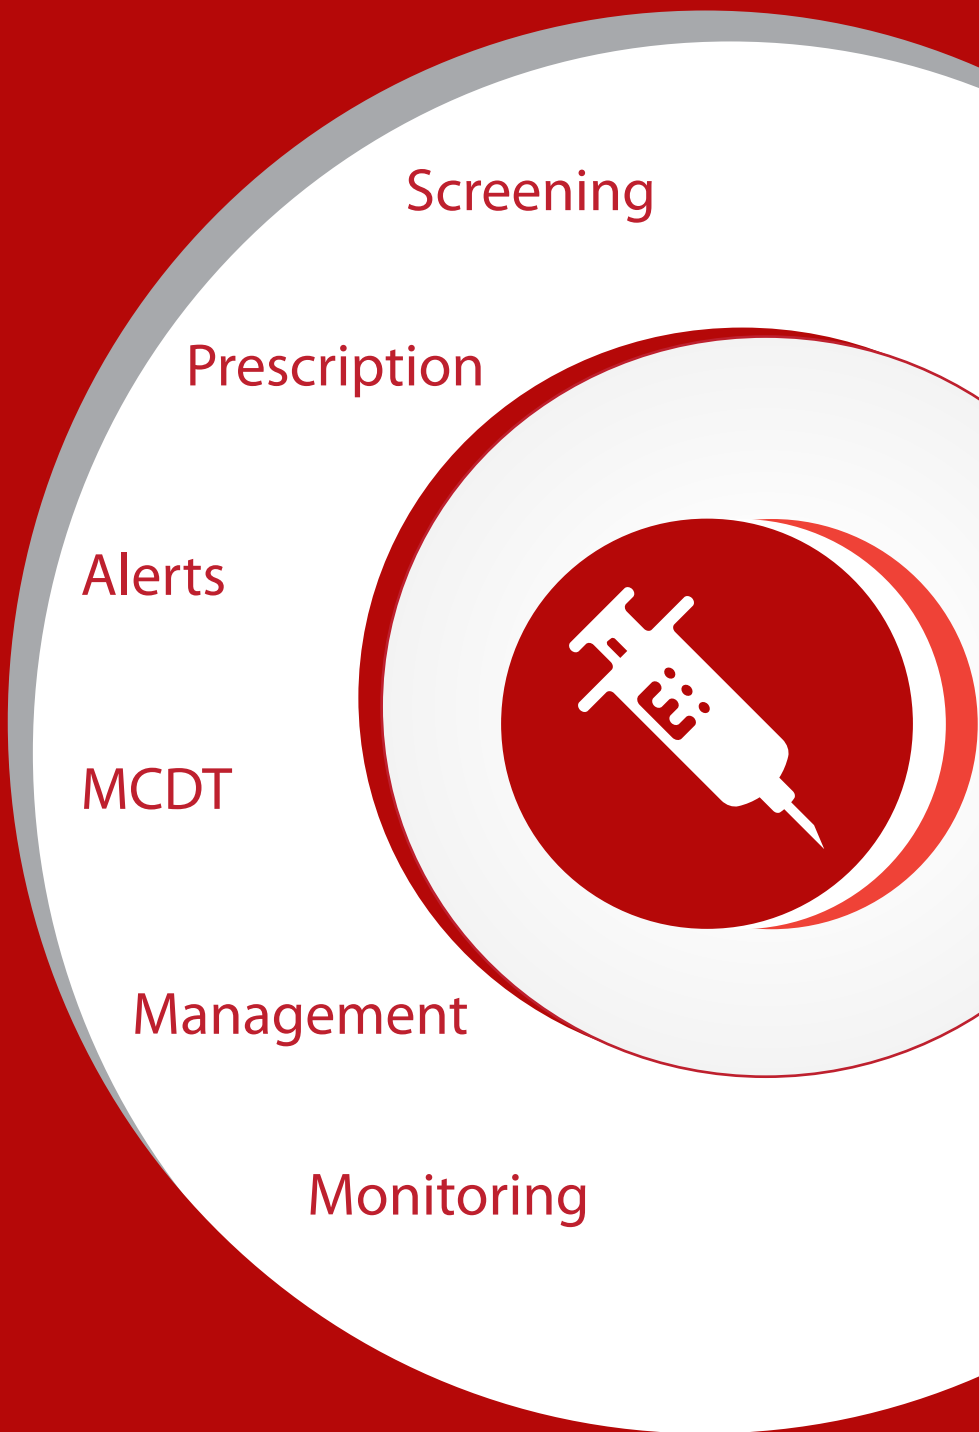 Screening
Prescription
Alerts
MCDT
Management
Monitoring